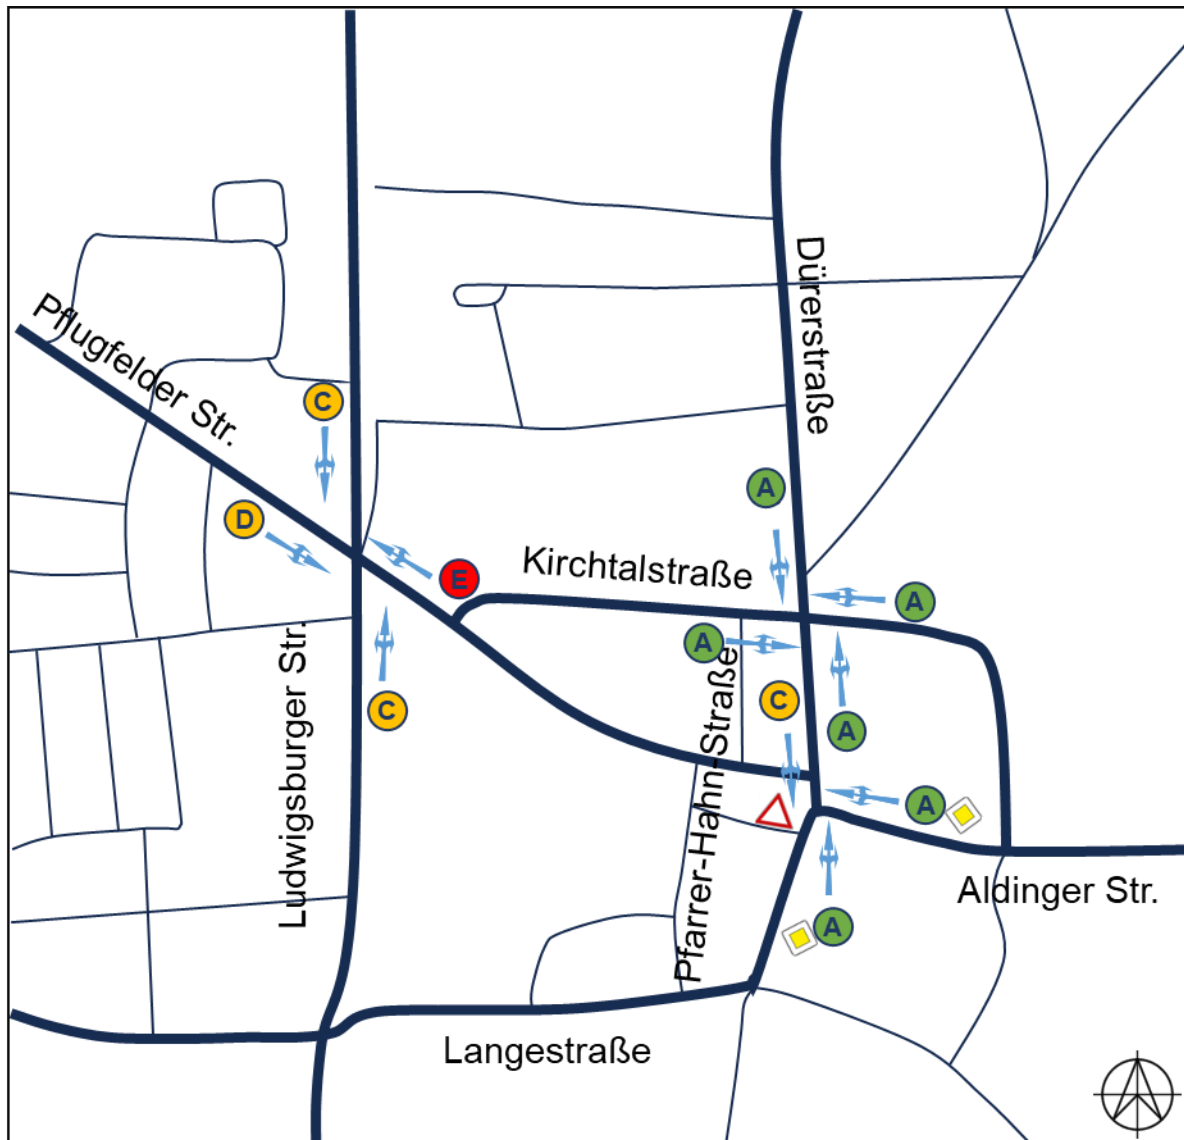 Dürerstraße
Pflugfelder Str.
C
A
D
Kirchtalstraße
E
A
A
Ludwigsburger Str.
Pfarrer-Hahn-Straße
C
C
A
A
Aldinger Str.
A
Langestraße